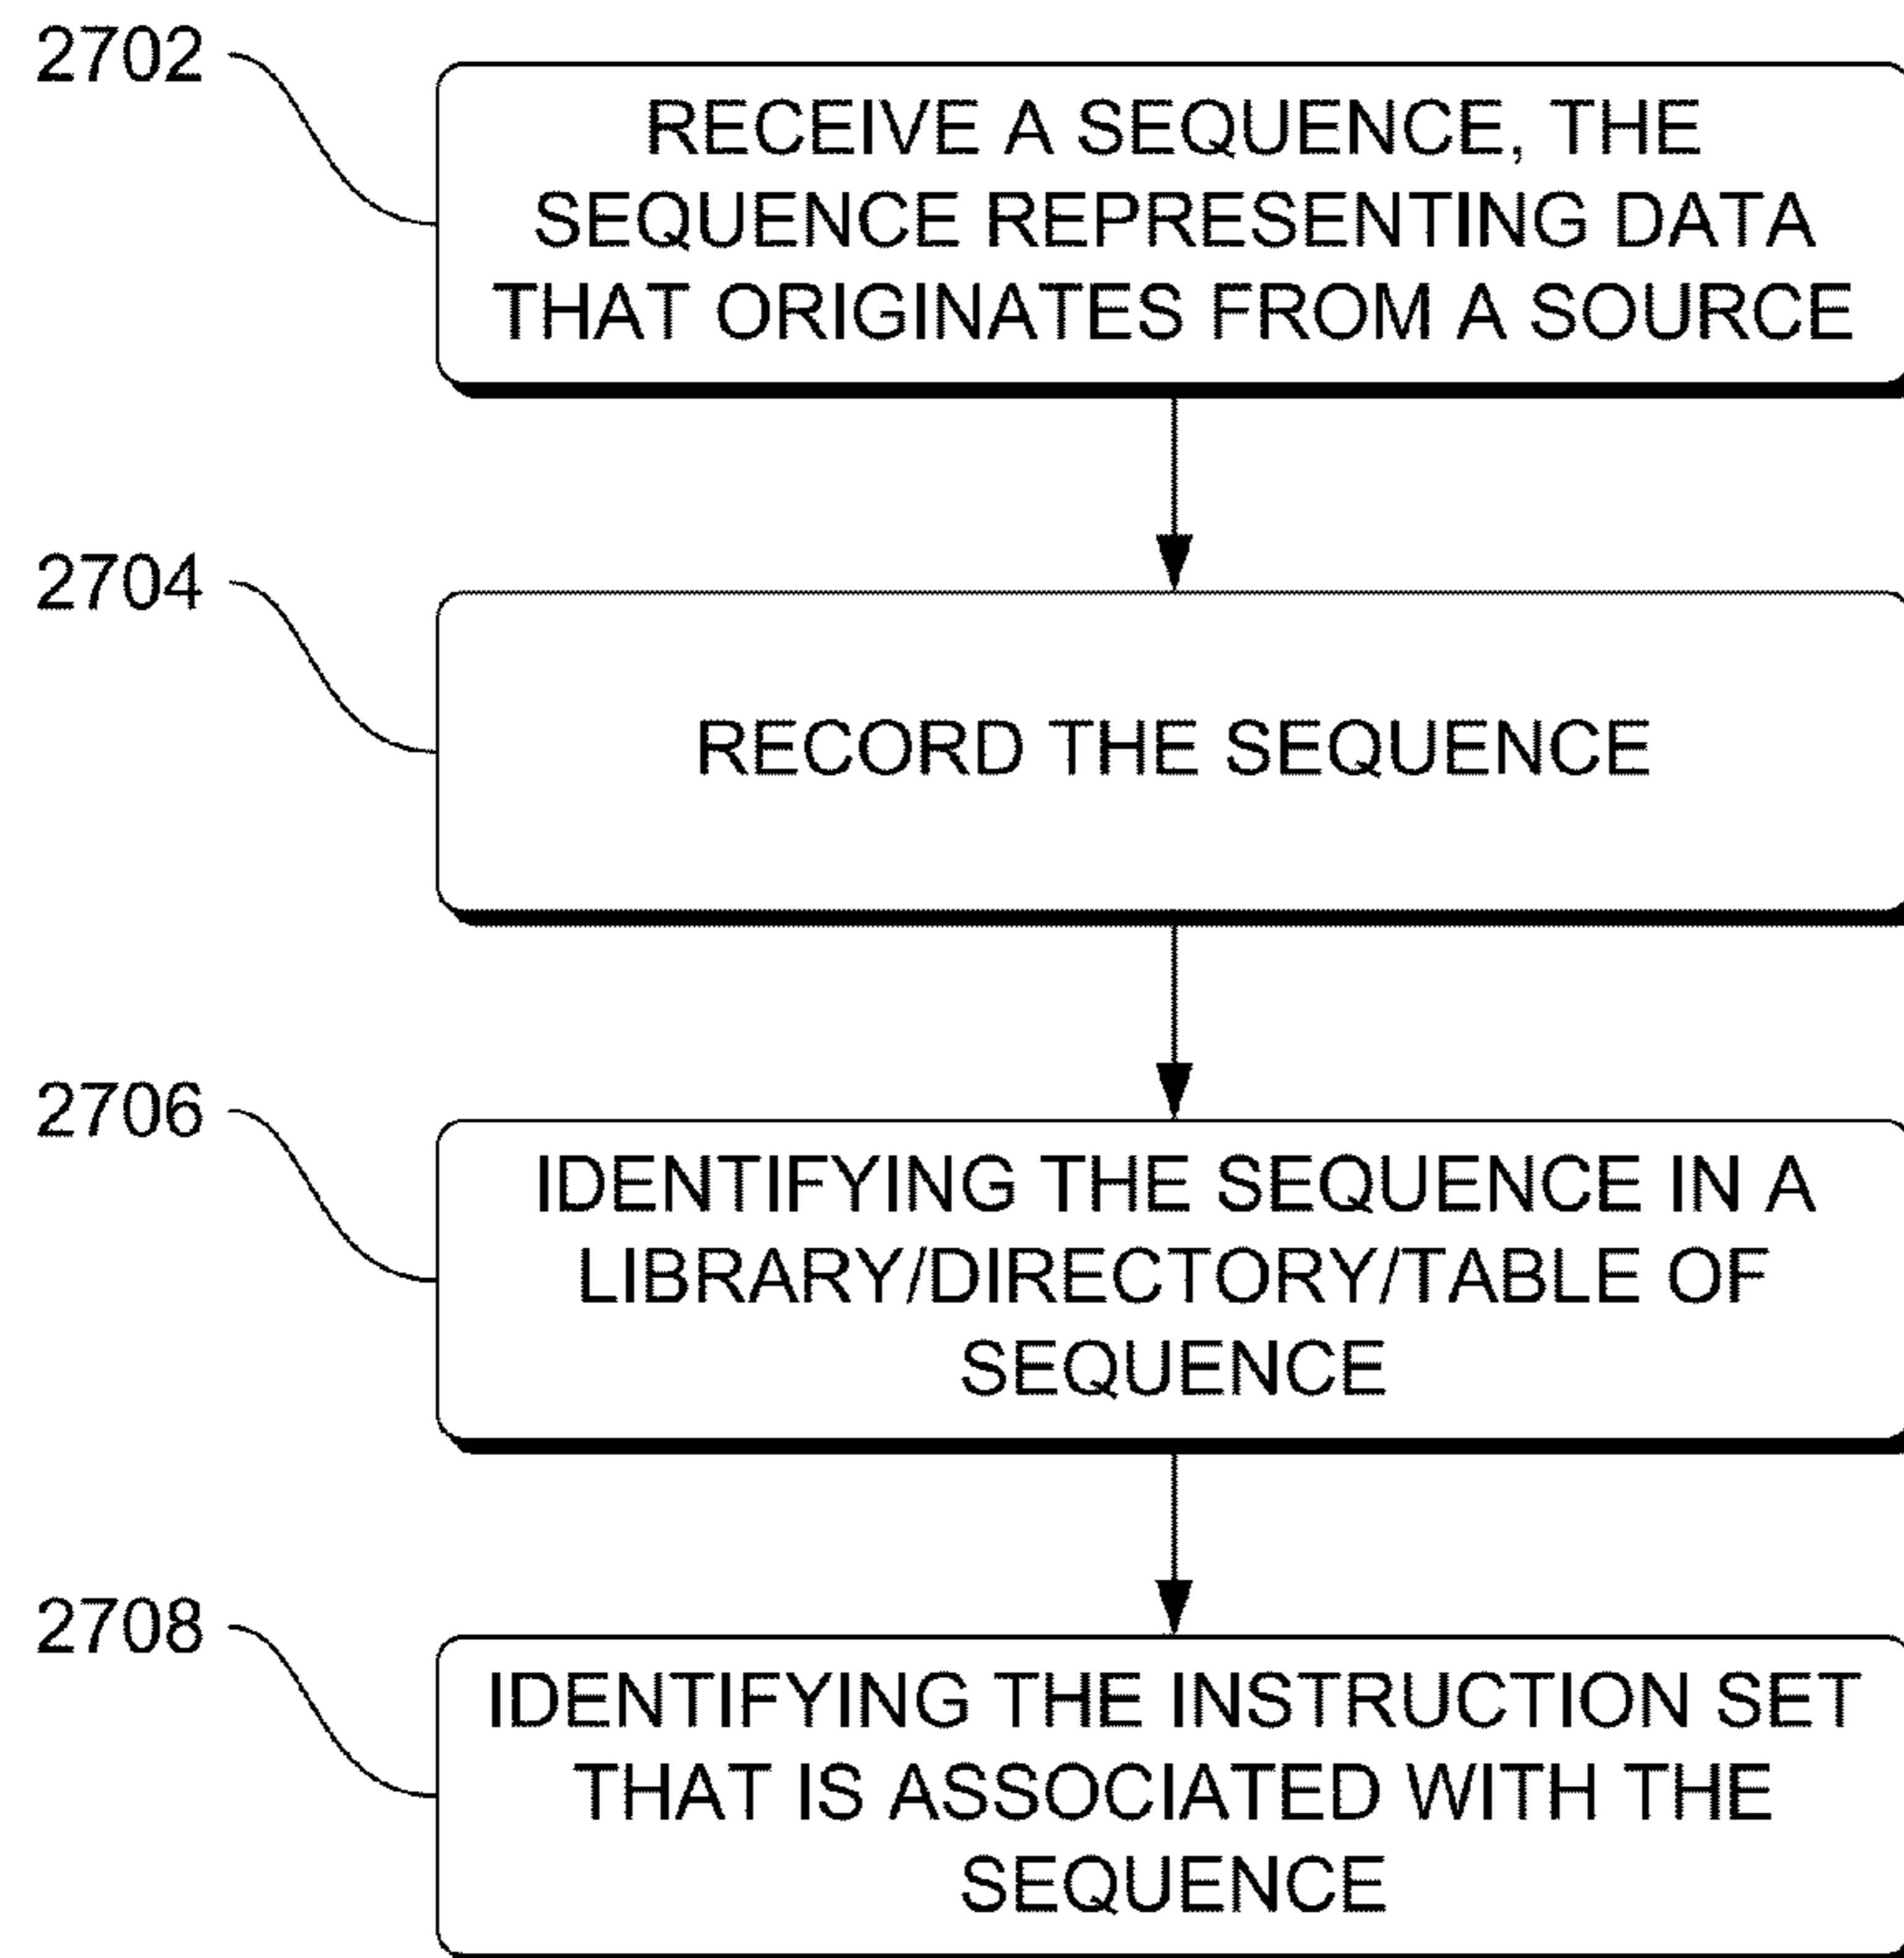 2702
RECEIVE A SEQUENCE, THE
SEQUENCE REPRESENTING DATA
THAT ORIGINATES FROM A SOURCE
2704
RECORD THE SEQUENCE
2706
IDENTIFYING THE SEQUENCE IN A
LIBRARY/DIRECTORY/TABLE OF
SEQUENCE
2708
IDENTIFYING THE INSTRUCTION SET
THAT IS ASSOCIATED WITH THE
SEQUENCE